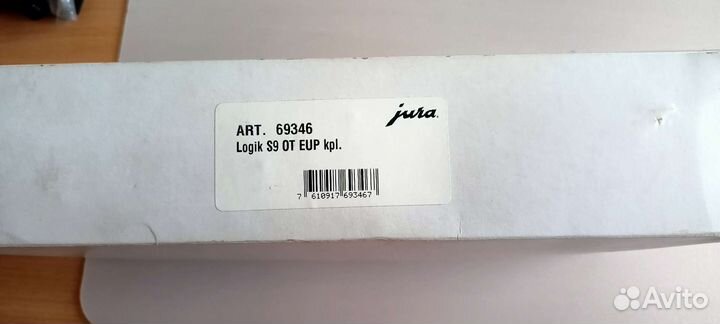 jura
ART. 69346
Logik S9 OT EUP kpl.
7 610917 693467
Avito